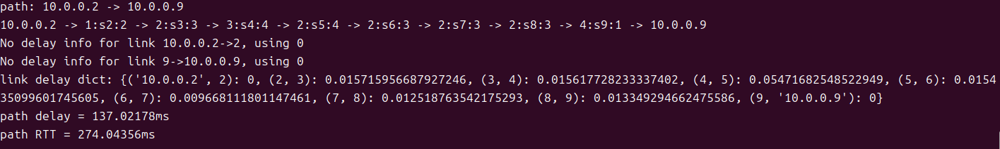 path: 10.0.0.2 -> 10.0.0.9
10.0.0.2 -> 1:s2:2 -> 2:s3:3 -> 3:s4:4 -> 2:s5:4 -> 2:s6:3 -> 2:s7:3 -> 2:s8:3 -> 4:s9:1 -> 10.0.0.9
No delay info for link 10.0.0.2->2, using 0
No delay info for link 9->10.0.0.9, using 0
link delay dict: {('10.0.0.2', 2): 0, (2, 3): 0.015715956687927246, (3, 4): 0.015617728233337402, (4, 5): 0.05471682548522949, (5, 6): 0.0154
35099601745605, (6, 7): 0.009668111801147461, (7, 8): 0.012518763542175293, (8, 9): 0.013349294662475586, (9, '10.0.0.9'): 0}
path delay = 137.02178ms
path RTT = 274.04356ms